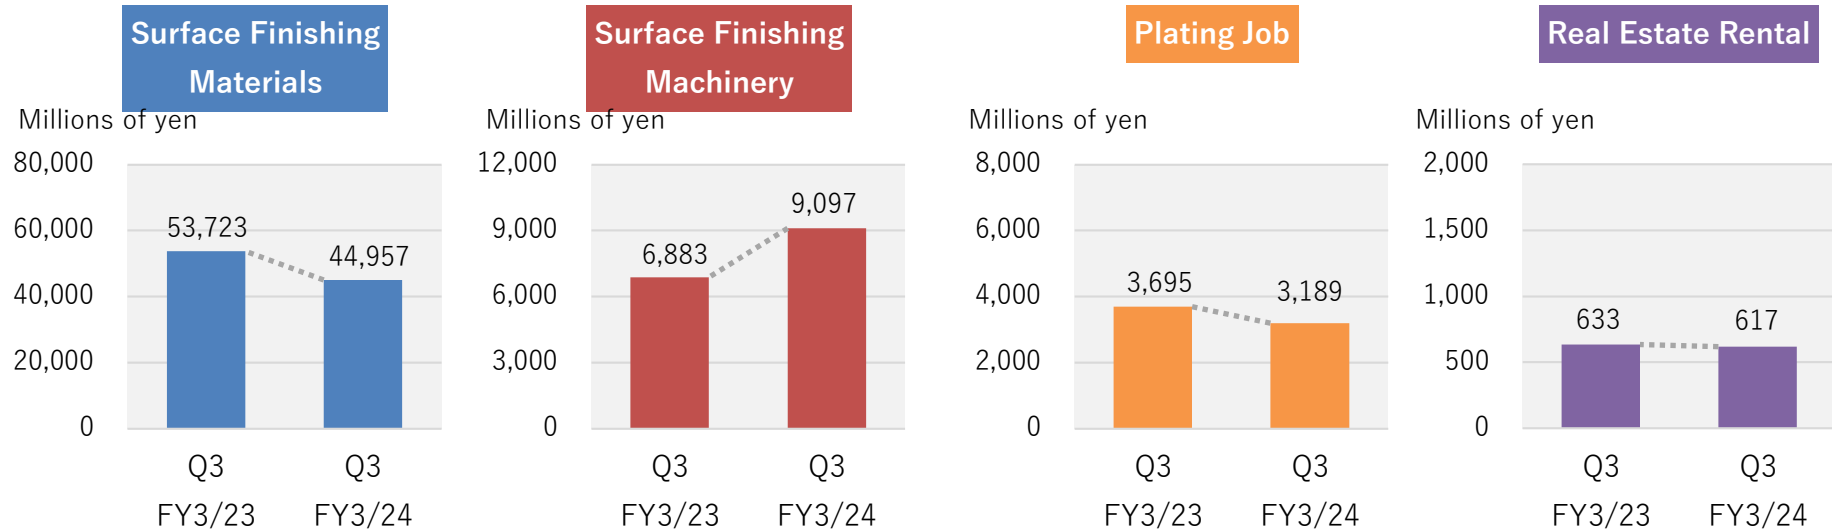 Surface Finishing
Materials
Millions of yen
80,000
60,000
40,000
20,000
0
53,723
44,957
Q3
FY3/23
Q3
FY3/24
Surface Finishing
Machinery
Millions of yen
12,000
9,000
6,000
3,000
0
6,883
9,097
Q3
FY3/23
Q3
FY3/24
Plating Job
Millions of yen
8,000
6,000
4,000
2,000
0
3,695
3,189
Q3
FY3/23
Q3
FY3/24
Real Estate Rental
Millions of yen
2,000
1,500
1,000
500
0
633
617
Q3
FY3/23
Q3
FY3/24